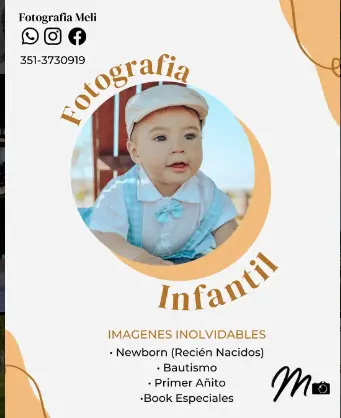 Fotografia Meli
351-3730919
Fotografia
Infantil
IMAGENES INOLVIDABLES
• Newborn (Recién Nacidos)
• Bautismo
• Primer Añito
•Book Especiales
M